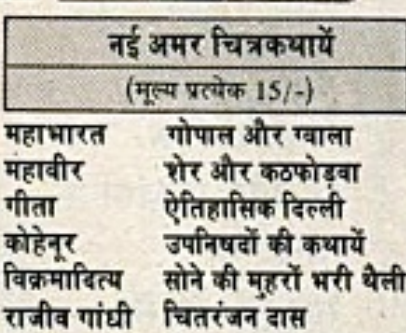 नई अमर चित्रकथायें
(मूल्य प्रत्येक 15/-)
महाभारत गोपाल और ग्वाला
महावीर शेर और कठफोड़वा
गीता ऐतिहासिक दिल्ली
कोहेनूर उपनिषदों की कथायें
विक्रमादित्य सोने की मुहरों भरी थैली
राजीव गांधी चितरंजन दास